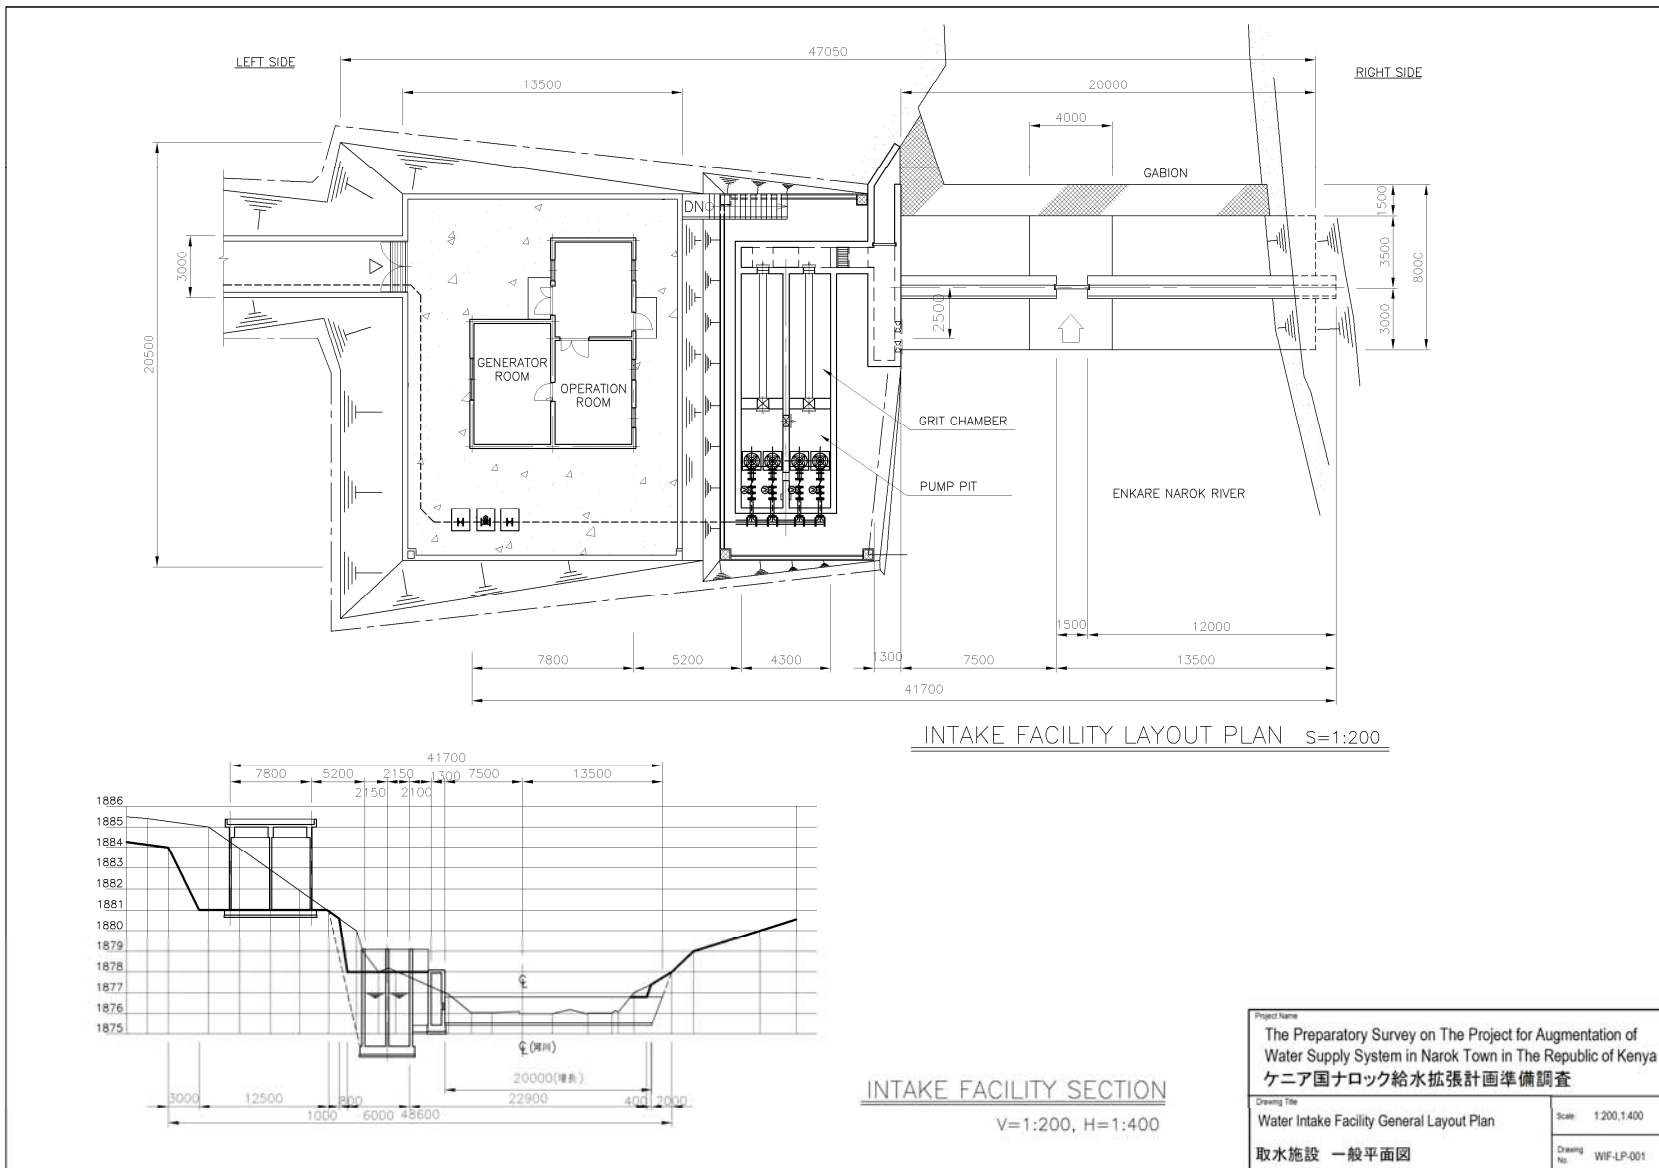 LEFT SIDE
47050
RIGHT SIDE
13500
20000
4000
GABION
1500
3500
8000
3000
DN
3000
2500
20500
GENERATOR
ROOM
OPERATION
ROOM
GRIT CHAMBER
PUMP PIT
ENKARE NAROK RIVER
1500
12000
7800
5200
4300
1300
7500
13500
41700
INTAKE FACILITY LAYOUT PLAN S=1:200
41700
7800
5200
2150
1300
7500
13500
2150
2100
1886
1885
1884
1883
1882
1881
1880
1879
1878
1877
1876
1875
20000(堰長)
3000
12500
800
22900
400
2000
1000
6000
48600
INTAKE FACILITY SECTION
V=1:200, H=1:400
Project Name
The Preparatory Survey on The Project for Augmentation of
Water Supply System in Narok Town in The Republic of Kenya
ケニア国ナロック給水拡張計画準備調査
Drawing Title
Water Intake Facility General Layout Plan
取水施設 一般平面図
Scale 1:200,1:400
Drawing
No. WIF-LP-001